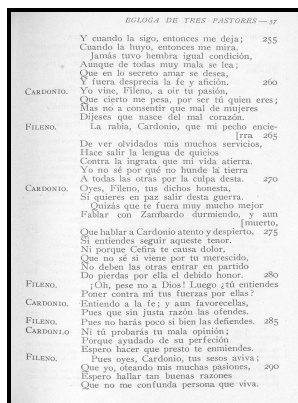 EGLOGA DE TRES PASTORES — 57
Y cuando la sigo, entonces me deja; 255
Cuando la huyo, entonces me mira.
Jamás tuvo hembra igual condición,
Aunque de todas muy mala se lea;
Que en lo secreto amar se desea,
Y fuera desprecia la fe y afición. 260
CARDONIO. Yo vine, Fileno, a oir tu pasión,
Que cierto me pesa, por ser tú quien eres;
Mas no a consentir que mal de mujeres
Dijeses que nasce del mal corazón.
FILENO. La rabia, Cardonio, que mi pecho encie-
[rra 265
De ver olvidados mis muchos servicios,
Hace salir la lengua de quicios
Contra la ingrata que mi vida atierra.
Yo no sé por qué no hunde la tierra
A todas las otras por la culpa desta. 270
CARDONIO. Oyes, Fileno, tus dichos honesta,
Si quieres en paz salir desta guerra.
Quizás que te fuera muy mucho mejor
Fablar con Zambardo durmiendo, y aun
[muerto,
Que hablar a Cardonio atento y despierto, 275
Si entiendes seguir aqueste tenor.
Ni porque Cefira te causa dolor,
Que no sé si viene por tu merescido,
No deben las otras entrar en partido
Do pierdas por ella el debido honor. 280
FILENO. ¡Oh, pese no a Dios! Luego ¿tú entiendes
Poner contra mí tus fuerzas por ellas?
CARDONIO. Entiendo a la fe; y aun favorecellas,
Pues que sin justa razón las ofendes.
FILENO. Pues no harás poco si bien las defiendes. 285
CARDONIO Ni tú probarás tu mala opinión;
Porque ayudado de su perfeción
Espero hacer que presto te enmiendes.
FILENO. Pues oyes, Cardonio, tus sesos aviva;
Que yo, oteando mis muchas pasiones, 290
Espero hallar tan buenas razones
Que no me confunda persona que viva.